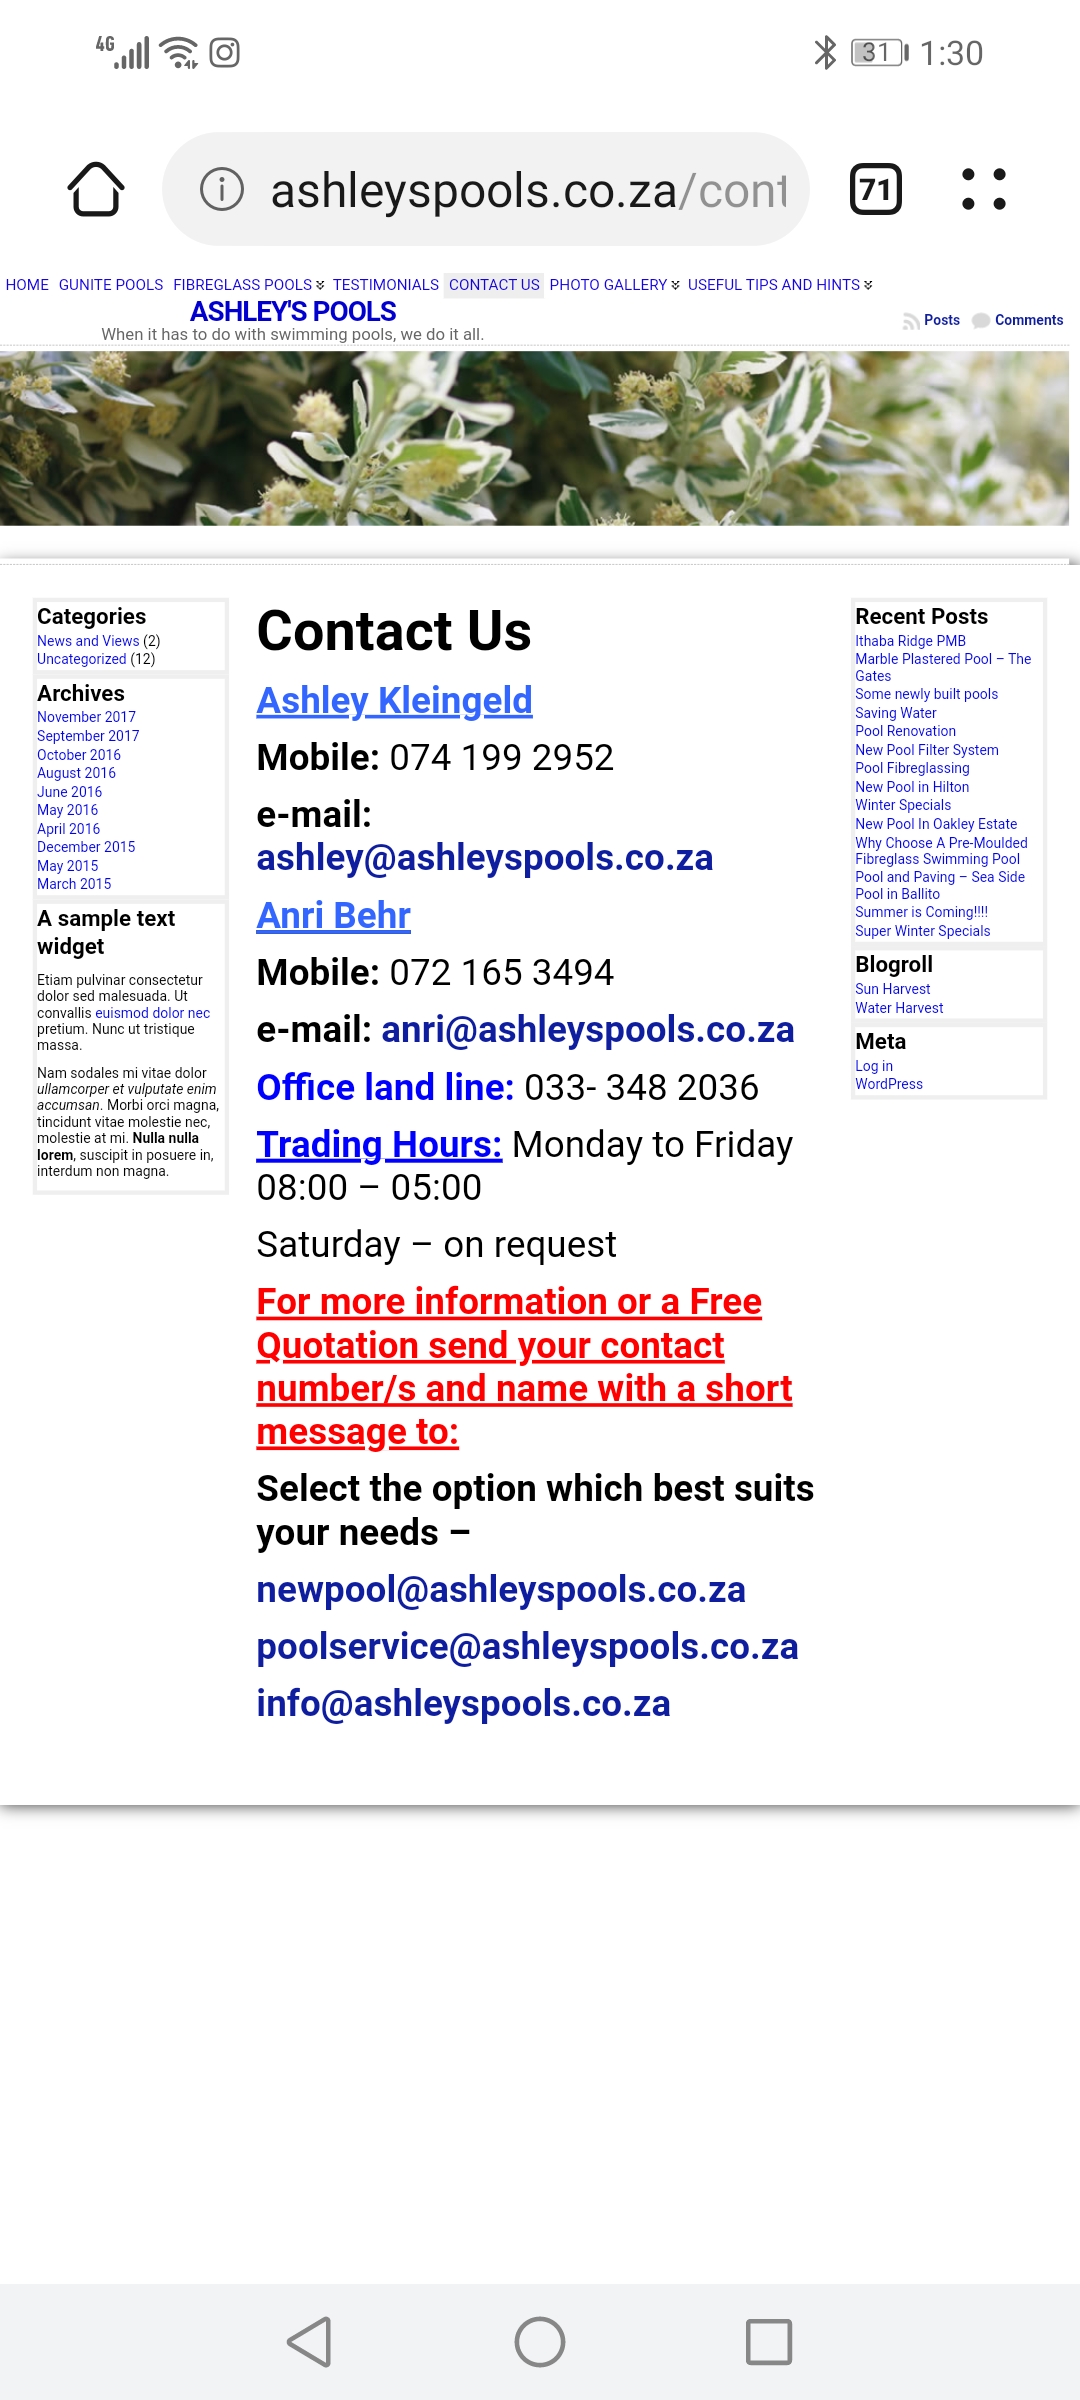 4G
31
1:30
ashleyspools.co.za/cont
71
HOME GUNITE POOLS FIBREGLASS POOLS TESTIMONIALS CONTACT US PHOTO GALLERY USEFUL TIPS AND HINTS
ASHLEY'S POOLS
When it has to do with swimming pools, we do it all.
Posts Comments
Categories
News and Views (2)
Uncategorized (12)
Archives
November 2017
September 2017
October 2016
August 2016
June 2016
May 2016
April 2016
December 2015
May 2015
March 2015
A sample text
widget
Etiam pulvinar consectetur
dolor sed malesuada. Ut
convallis euismod dolor nec
pretium. Nunc ut tristique
massa.
Nam sodales mi vitae dolor
ullamcorper et vulputate enim
accumsan. Morbi orci magna,
tincidunt vitae molestie nec,
molestie at mi. Nulla nulla
lorem, suscipit in posuere in,
interdum non magna.
Contact Us
Ashley Kleingeld
Mobile: 074 199 2952
e-mail:
ashley@ashleyspools.co.za
Anri Behr
Mobile: 072 165 3494
e-mail: anri@ashleyspools.co.za
Office land line: 033- 348 2036
Trading Hours: Monday to Friday
08:00 – 05:00
Saturday – on request
For more information or a Free
Quotation send your contact
number/s and name with a short
message to:
Select the option which best suits
your needs –
newpool@ashleyspools.co.za
poolservice@ashleyspools.co.za
info@ashleyspools.co.za
Recent Posts
Ithaba Ridge PMB
Marble Plastered Pool – The
Gates
Some newly built pools
Saving Water
Pool Renovation
New Pool Filter System
Pool Fibreglassing
New Pool in Hilton
Winter Specials
New Pool In Oakley Estate
Why Choose A Pre-Moulded
Fibreglass Swimming Pool
Pool and Paving – Sea Side
Pool in Ballito
Summer is Coming!!!!
Super Winter Specials
Blogroll
Sun Harvest
Water Harvest
Meta
Log in
WordPress